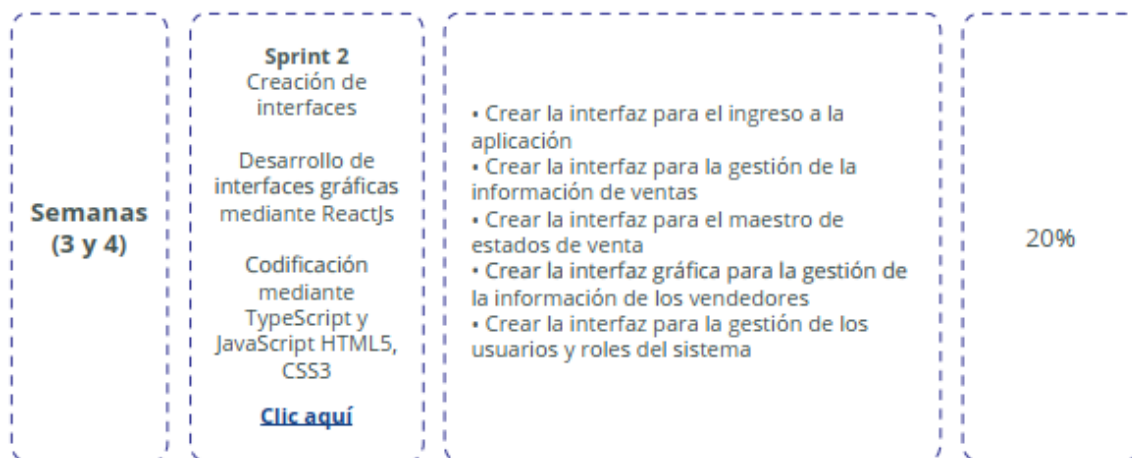 Semanas
(3 y 4)
Sprint 2
Creación de
interfaces
Desarrollo de
interfaces gráficas
mediante ReactJs
Codificación
mediante
TypeScript y
JavaScript HTML5,
CSS3
Clic aquí
• Crear la interfaz para el ingreso a la
aplicación
• Crear la interfaz para la gestión de la
información de ventas
• Crear la interfaz para el maestro de
estados de venta
• Crear la interfaz gráfica para la gestión de
la información de los vendedores
• Crear la interfaz para la gestión de los
usuarios y roles del sistema
20%